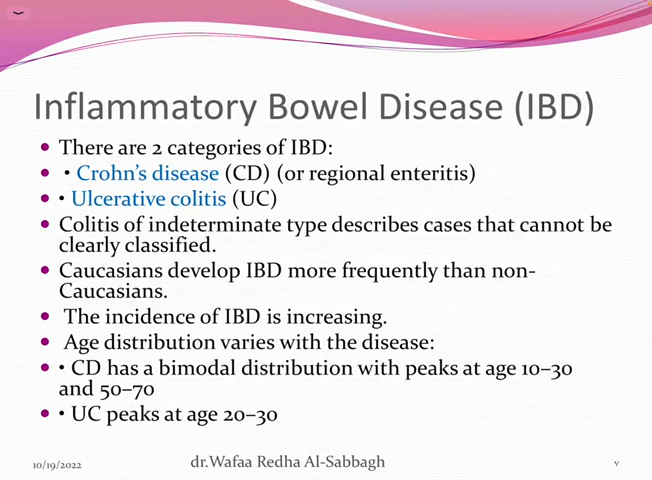 Inflammatory Bowel Disease (IBD)
• There are 2 categories of IBD:
• • Crohn's disease (CD) (or regional enteritis)
• • Ulcerative colitis (UC)
• Colitis of indeterminate type describes cases that cannot be
clearly classified.
• Caucasians develop IBD more frequently than non-
Caucasians.
• The incidence of IBD is increasing.
• Age distribution varies with the disease:
• • CD has a bimodal distribution with peaks at age 10–30
and 50–70
• • UC peaks at age 20–30
10/19/2022 dr.Wafaa Redha Al-Sabbagh ٧